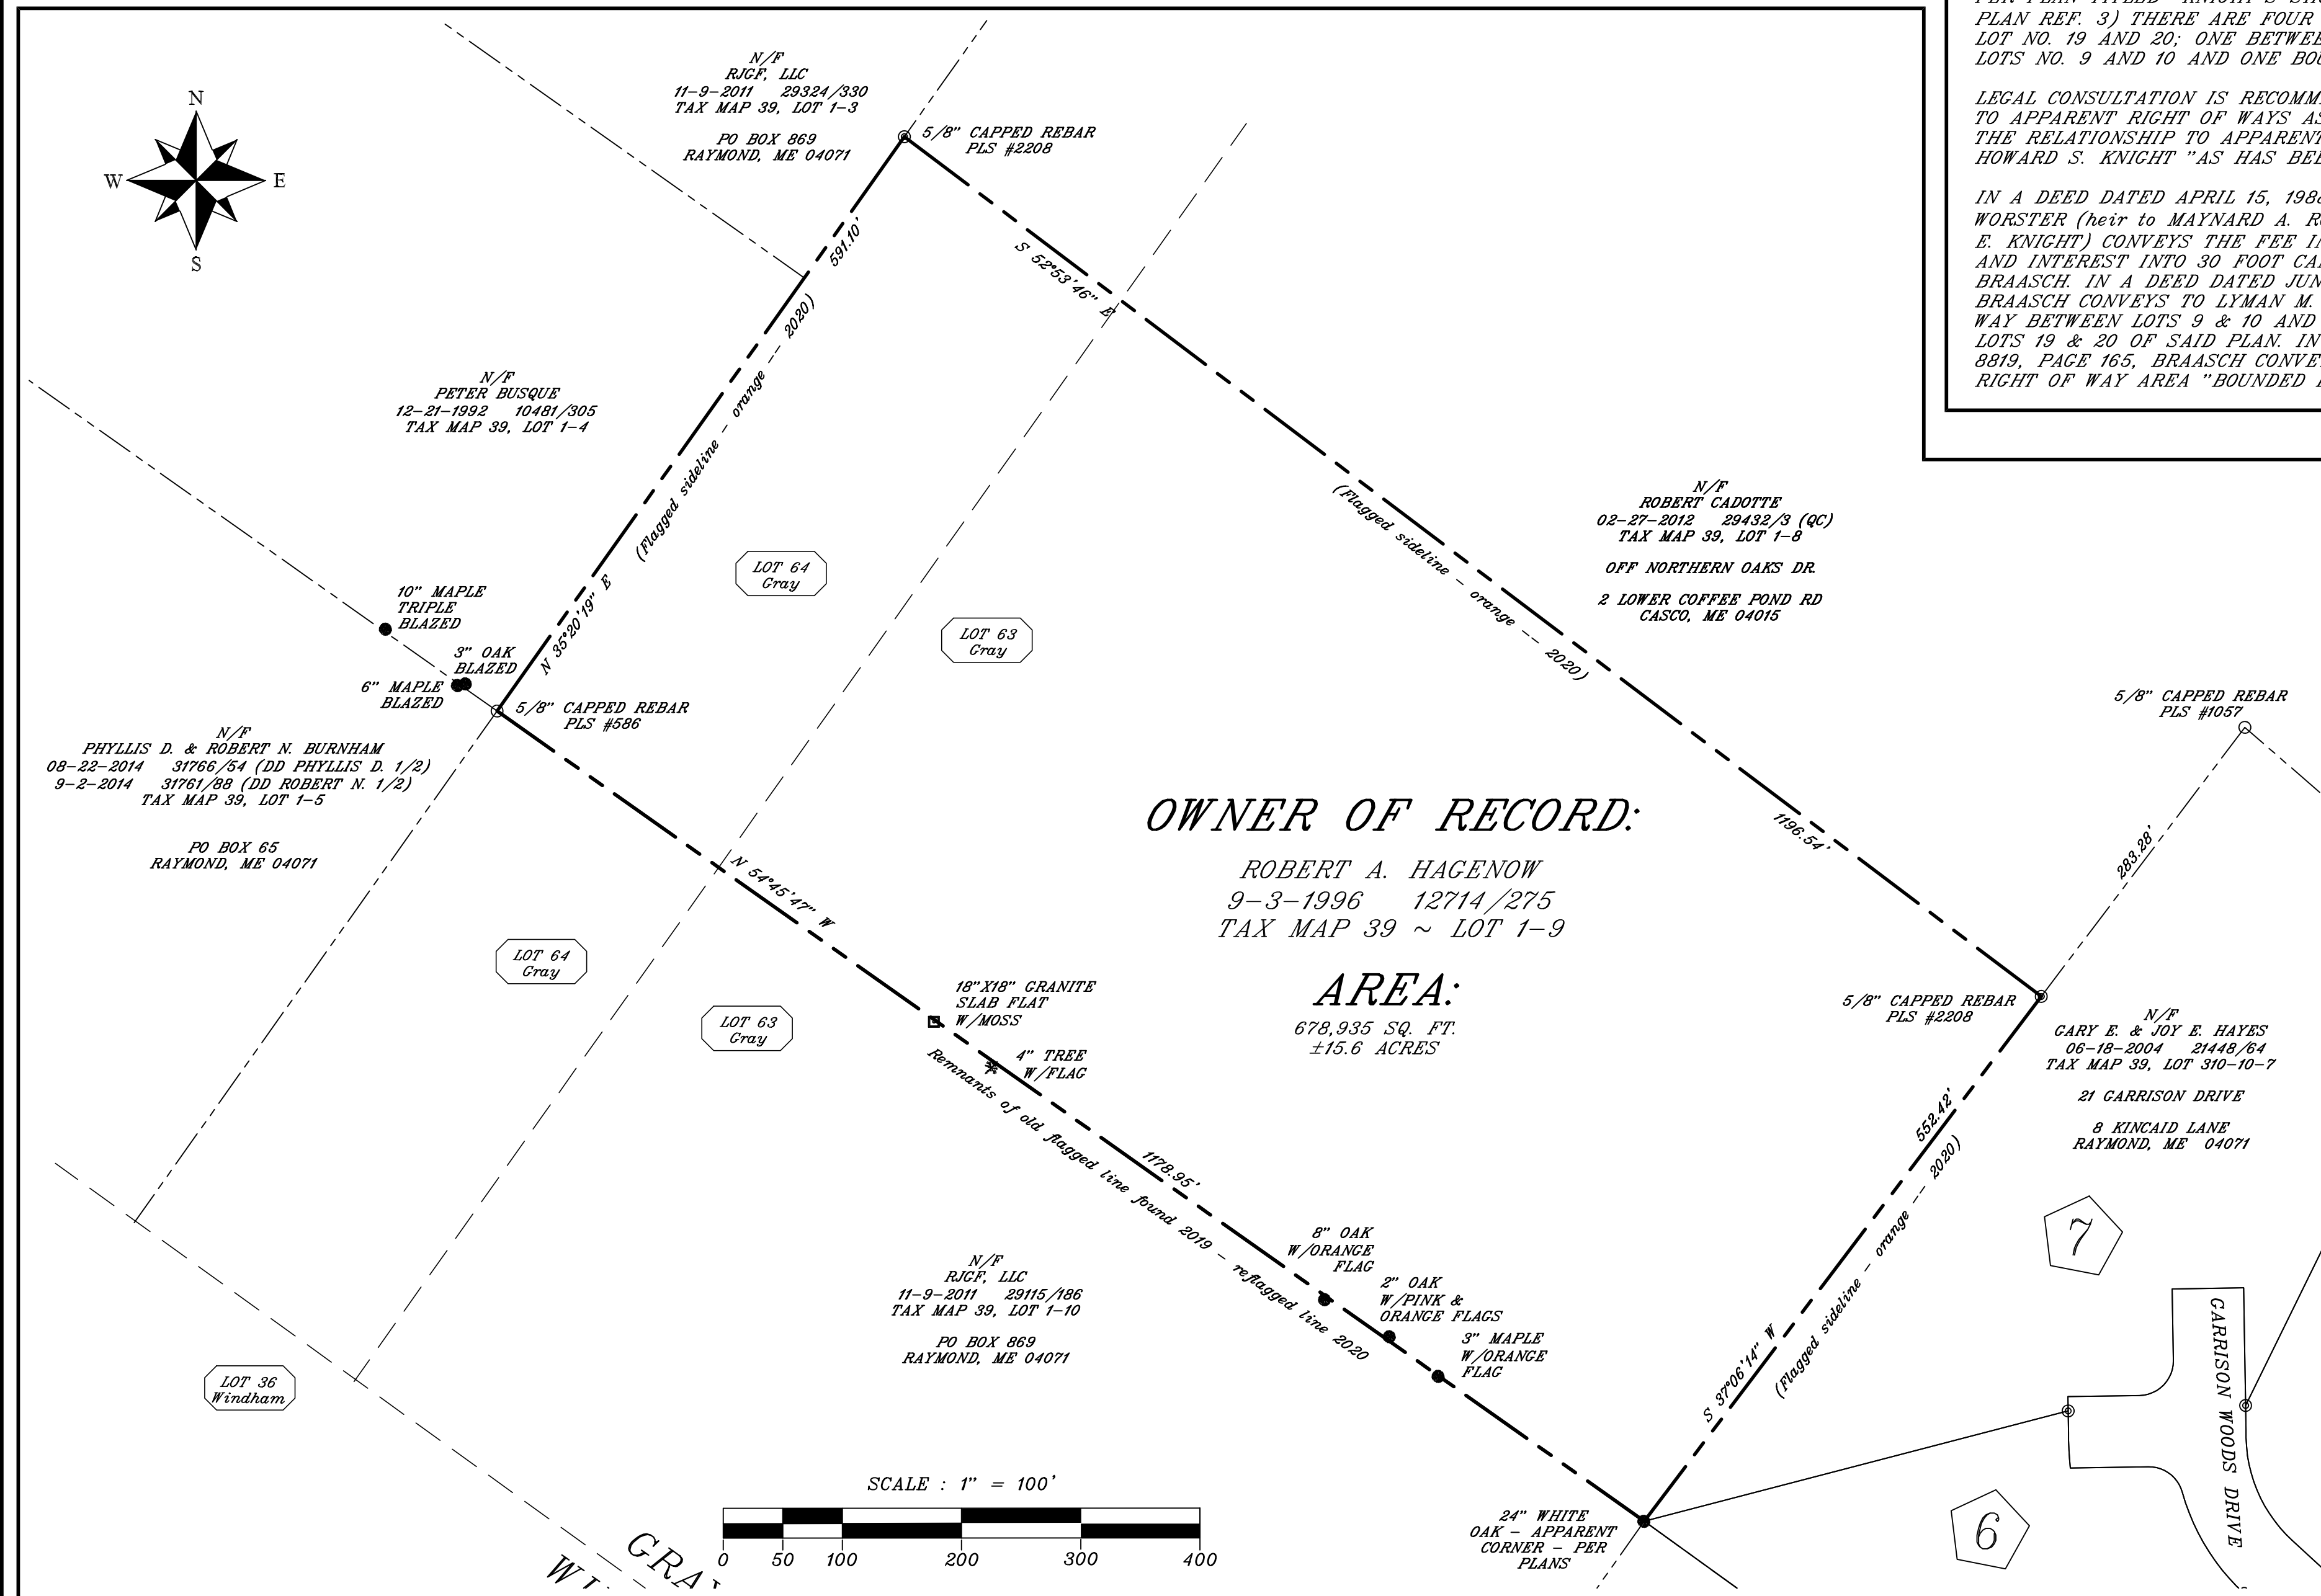 PLAN REF. 3) THERE ARE FOUR
LOT NO. 19 AND 20; ONE BETWEE
LOTS NO. 9 AND 10 AND ONE BOU
LEGAL CONSULTATION IS RECOMM
TO APPARENT RIGHT OF WAYS AS
THE RELATIONSHIP TO APPARENT
HOWARD S. KNIGHT "AS HAS BEE
IN A DEED DATED APRIL 15, 1988
WORSTER (heir to MAYNARD A. R
E. KNIGHT) CONVEYS THE FEE IN
AND INTEREST INTO 30 FOOT CA
BRAASCH. IN A DEED DATED JUN
BRAASCH CONVEYS TO LYMAN M.
WAY BETWEEN LOTS 9 & 10 AND
LOTS 19 & 20 OF SAID PLAN. IN
8819, PAGE 165, BRAASCH CONVE
RIGHT OF WAY AREA "BOUNDED
N
W
E
S
N/F
RJGF, LLC
11-9-2011 29324/330
TAX MAP 39, LOT 1-3
PO BOX 869
RAYMOND, ME 04071
5/8" CAPPED REBAR
PLS #2208
591.10'
S 52°53'46" E
(Flagged sideline - orange - 2020)
N 35°20'19" E
N/F
PETER BUSQUE
12-21-1992 10481/305
TAX MAP 39, LOT 1-4
N/F
ROBERT CADOTTE
02-27-2012 29432/3 (QC)
TAX MAP 39, LOT 1-8
OFF NORTHERN OAKS DR.
2 LOWER COFFEE POND RD
CASCO, ME 04015
(Flagged sideline - orange - 2020)
1196.54'
LOT 64
Gray
LOT 63
Gray
10" MAPLE
TRIPLE
BLAZED
3" OAK
BLAZED
6" MAPLE
BLAZED
5/8" CAPPED REBAR
PLS #586
N/F
PHYLLIS D. & ROBERT N. BURNHAM
08-22-2014 31766/54 (DD PHYLLIS D. 1/2)
9-2-2014 31761/88 (DD ROBERT N. 1/2)
TAX MAP 39, LOT 1-5
PO BOX 65
RAYMOND, ME 04071
5/8" CAPPED REBAR
PLS #1057
283.28'
OWNER OF RECORD:
ROBERT A. HAGENOW
9-3-1996 12714/275
TAX MAP 39 ~ LOT 1-9
AREA:
678,935 SQ. FT.
±15.6 ACRES
N 54°45'47" W
LOT 64
Gray
LOT 63
Gray
18"X18" GRANITE
SLAB FLAT
W/MOSS
4" TREE
W/FLAG
Remnants of old flagged line found 2019 - reflagged line 2020
1178.95'
5/8" CAPPED REBAR
PLS #2208
N/F
GARY E. & JOY E. HAYES
06-18-2004 21448/64
TAX MAP 39, LOT 310-10-7
21 GARRISON DRIVE
8 KINCAID LANE
RAYMOND, ME 04071
552.42'
(Flagged sideline - orange - 2020)
S 37°06'14" W
8" OAK
W/ORANGE
FLAG
2" OAK
W/PINK &
ORANGE FLAGS
3" MAPLE
W/ORANGE
FLAG
N/F
RJGF, LLC
11-9-2011 29115/186
TAX MAP 39, LOT 1-10
PO BOX 869
RAYMOND, ME 04071
7
GARRISON WOODS DRIVE
6
LOT 36
Windham
SCALE : 1" = 100'
0 50 100 200 300 400
24" WHITE
OAK - APPARENT
CORNER - PER
PLANS
GRA